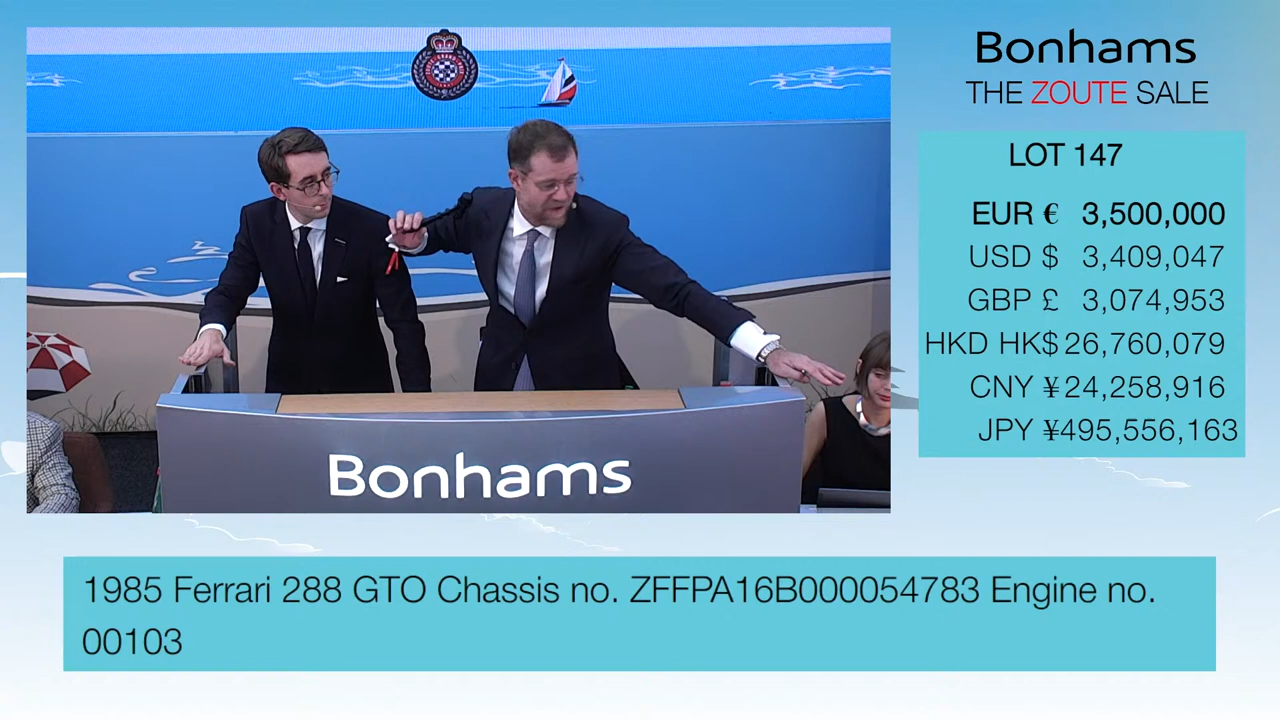 Bonhams
THE ZOUTE SALE
LOT 147
EUR € 3,500,000
USD $ 3,409,047
GBP £ 3,074,953
HKD HK$ 26,760,079
CNY ¥ 24,258,916
JPY ¥495,556,163
Bonhams
1985 Ferrari 288 GTO Chassis no. ZFFPA16B000054783 Engine no.
00103